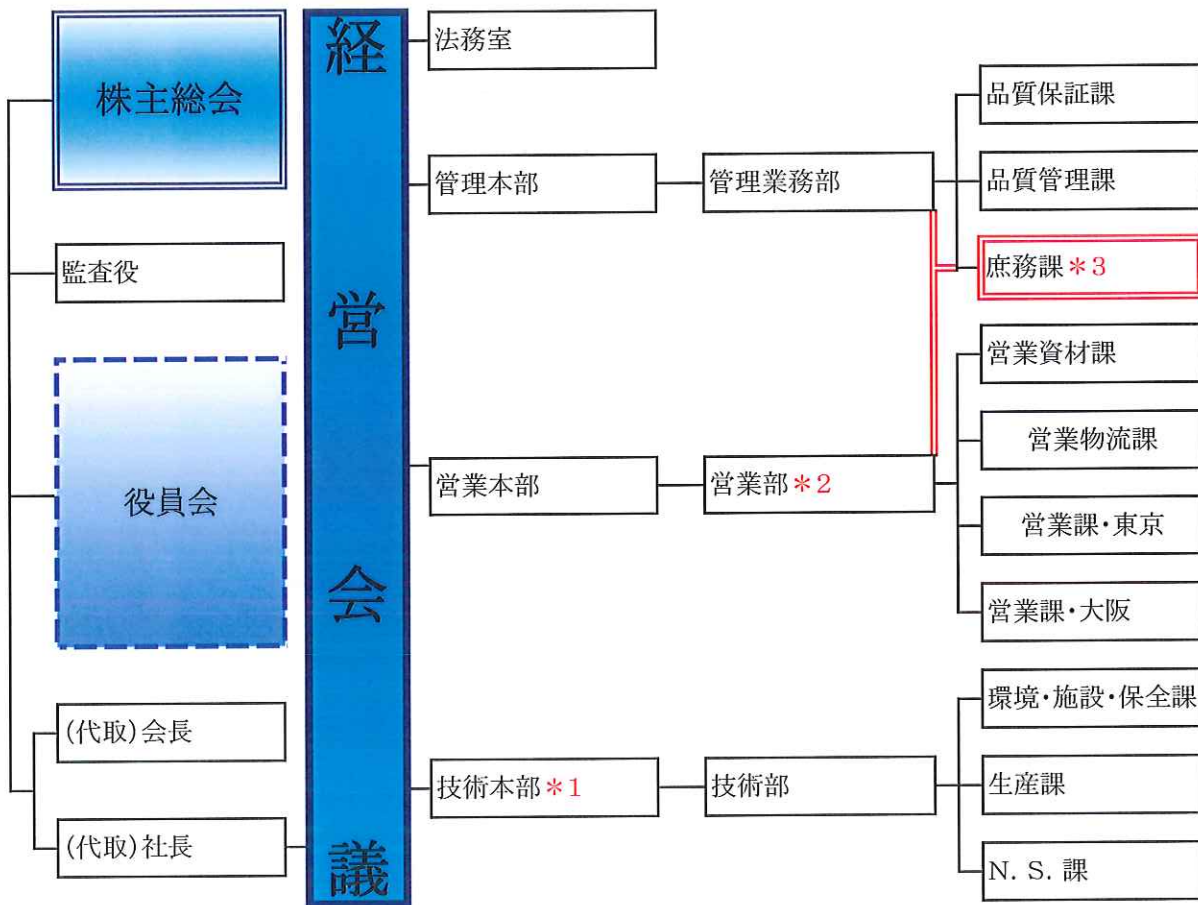 株主総会
監査役
役員会
(代取)会長
(代取)社長
経営会議
法務室
管理本部
管理業務部
品質保証課
品質管理課
庶務課*3
営業本部
営業部*2
営業資材課
営業物流課
営業課・東京
営業課・大阪
技術本部*1
技術部
環境・施設・保全課
生産課
N. S. 課